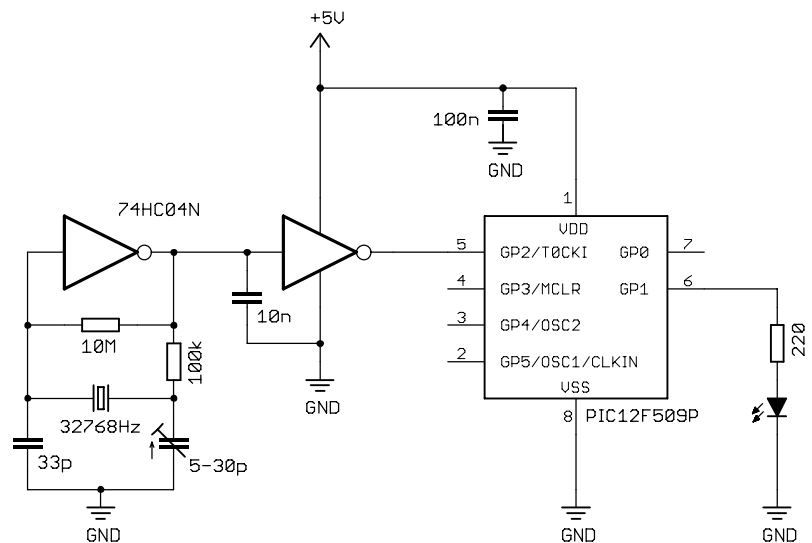 +5V
100n
GND
74HC04N
1
VDD
5
GP2/T0CKI
GP0
7
4
GP3/MCLR
GP1
6
10n
3
GP4/OSC2
10M
100k
220
2
GP5/OSC1/CLKIN
VSS
GND
8
PIC12F509P
32768Hz
33p
5-30p
GND
GND
GND